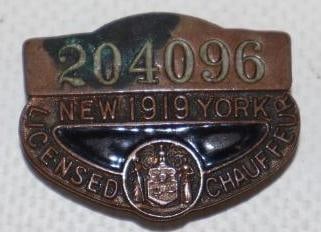 204096
NEW 1919 YORK
LICENSED CHAUFFEUR